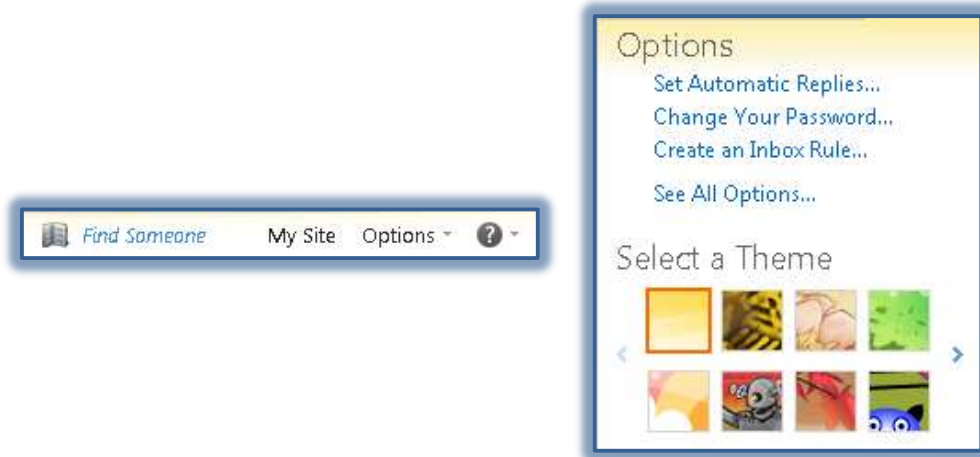 Find Someone My Site Options ?
Options
Set Automatic Replies...
Change Your Password...
Create an Inbox Rule...
See All Options...
Select a Theme